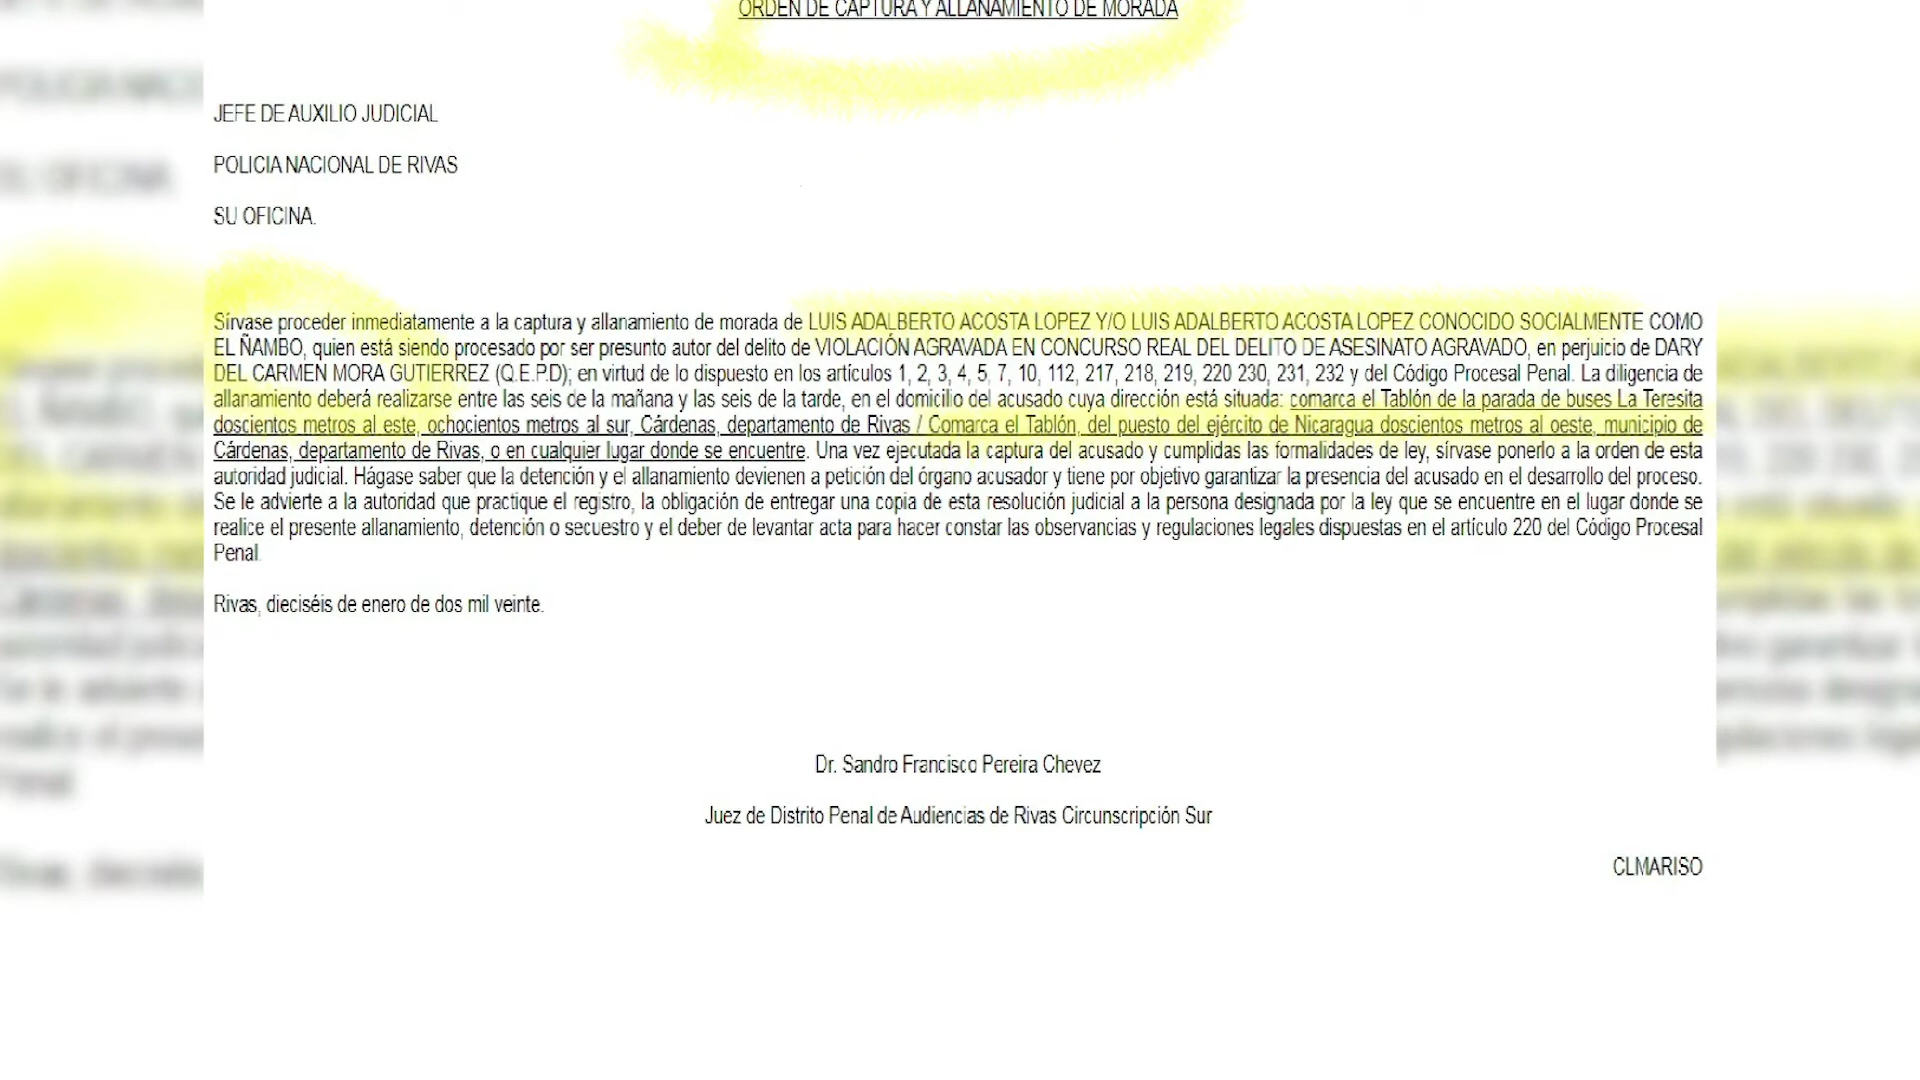 ORDEN DE CAPTURA Y ALLANAMIENTO DE MORADA
JEFE DE AUXILIO JUDICIAL
POLICIA NACIONAL DE RIVAS
SU OFICINA.
Sírvase proceder inmediatamente a la captura y allanamiento de morada de LUIS ADALBERTO ACOSTA LOPEZ Y/O LUIS ADALBERTO ACOSTA LOPEZ CONOCIDO SOCIALMENTE COMO
EL ÑAMBO, quien está siendo procesado por ser presunto autor del delito de VIOLACIÓN AGRAVADA EN CONCURSO REAL DEL DELITO DE ASESINATO AGRAVADO, en perjuicio de DARY
DEL CARMEN MORA GUTIERREZ (Q.E.P.D); en virtud de lo dispuesto en los artículos 1, 2, 3, 4, 5, 7, 10, 112, 217, 218, 219, 220 230, 231, 232 y del Código Procesal Penal. La diligencia de
allanamiento deberá realizarse entre las seis de la mañana y las seis de la tarde, en el domicilio del acusado cuya dirección está situada: comarca el Tablón de la parada de buses La Teresita
doscientos metros al este, ochocientos metros al sur, Cárdenas, departamento de Rivas / Comarca el Tablón, del puesto del ejército de Nicaragua doscientos metros al oeste, municipio de
Cárdenas, departamento de Rivas, o en cualquier lugar donde se encuentre. Una vez ejecutada la captura del acusado y cumplidas las formalidades de ley, sírvase ponerlo a la orden de esta
autoridad judicial. Hágase saber que la detención y el allanamiento devienen a petición del órgano acusador y tiene por objetivo garantizar la presencia del acusado en el desarrollo del proceso.
Se le advierte a la autoridad que practique el registro, la obligación de entregar una copia de esta resolución judicial a la persona designada por la ley que se encuentre en el lugar donde se
realice el presente allanamiento, detención o secuestro y el deber de levantar acta para hacer constar las observancias y regulaciones legales dispuestas en el artículo 220 del Código Procesal
Penal.
Rivas, dieciséis de enero de dos mil veinte.
Dr. Sandro Francisco Pereira Chevez
Juez de Distrito Penal de Audiencias de Rivas Circunscripción Sur
CLMARISO